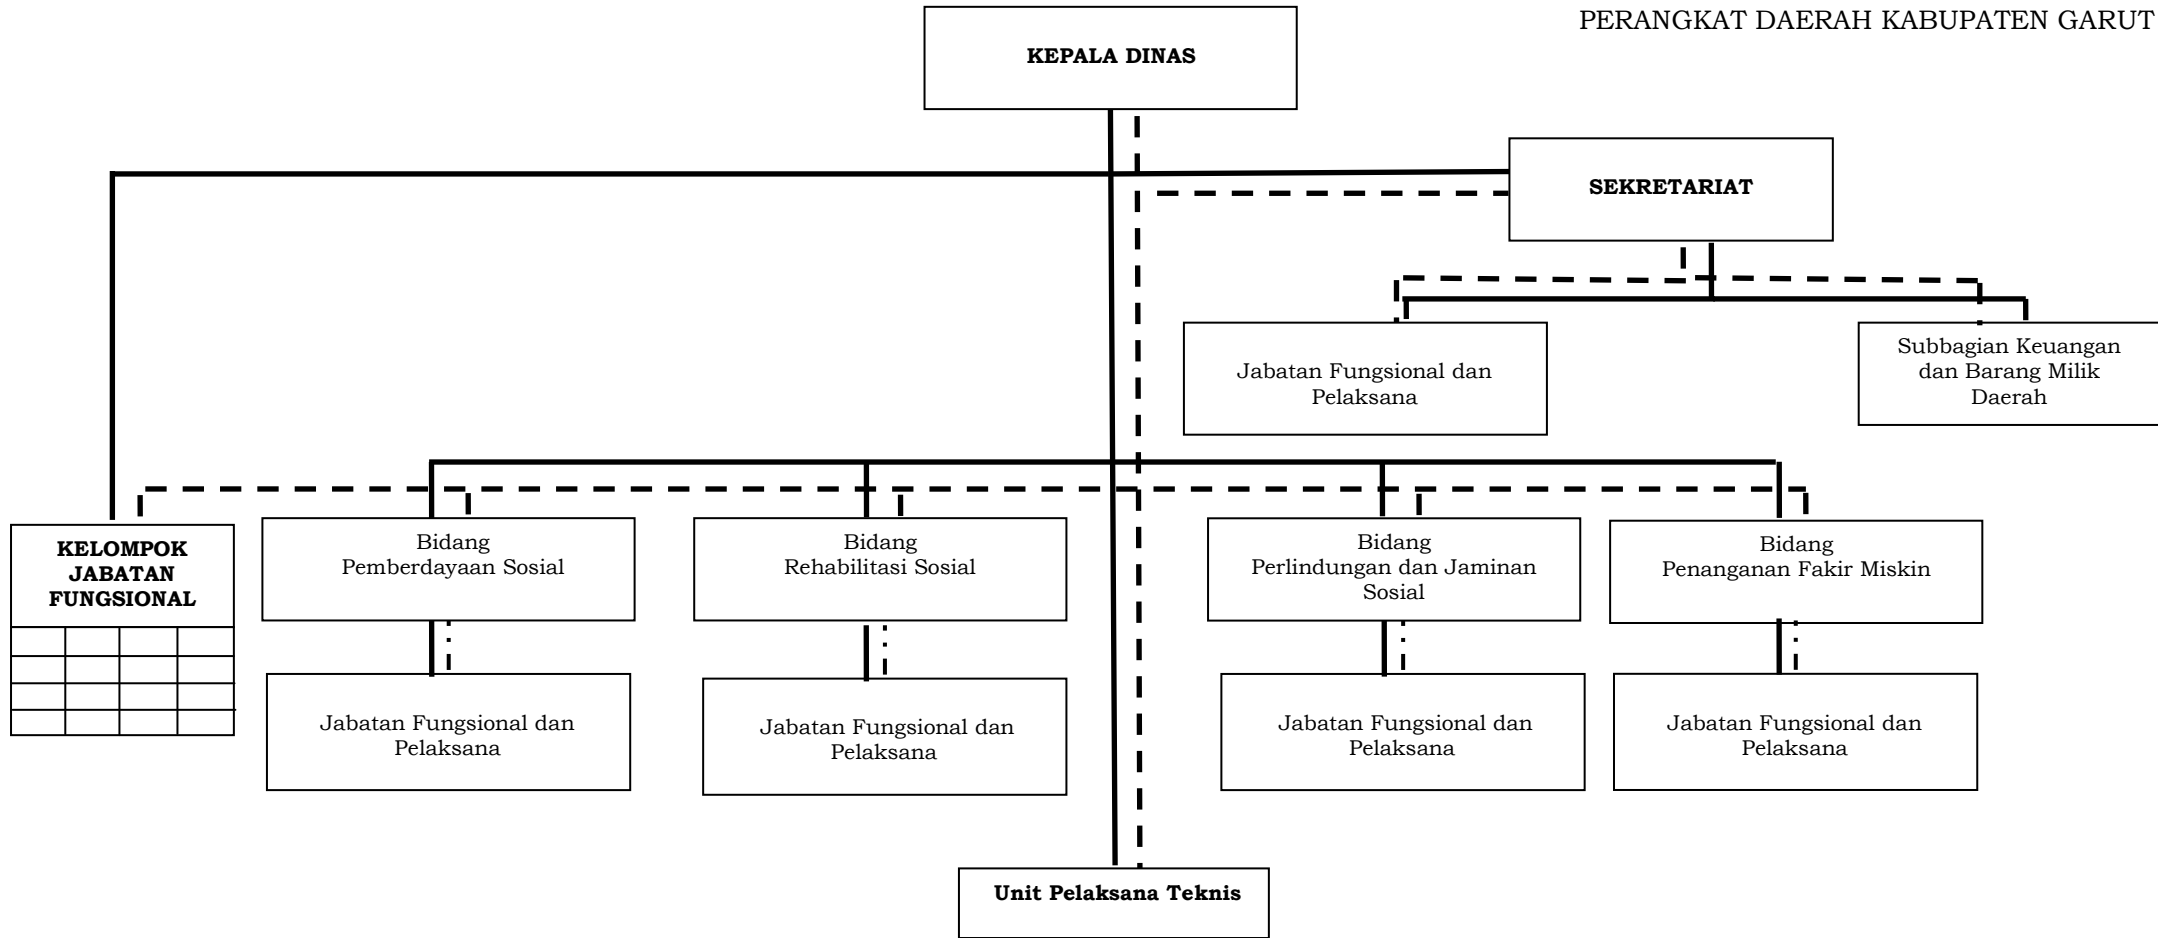 PERANGKAT DAERAH KABUPATEN GARUT
KEPALA DINAS
SEKRETARIAT
Jabatan Fungsional dan
Pelaksana
Subbagian Keuangan
dan Barang Milik
Daerah
KELOMPOK
JABATAN
FUNGSIONAL
Bidang
Pemberdayaan Sosial
Bidang
Rehabilitasi Sosial
Bidang
Perlindungan dan Jaminan
Sosial
Bidang
Penanganan Fakir Miskin
Jabatan Fungsional dan
Pelaksana
Jabatan Fungsional dan
Pelaksana
Jabatan Fungsional dan
Pelaksana
Jabatan Fungsional dan
Pelaksana
Unit Pelaksana Teknis